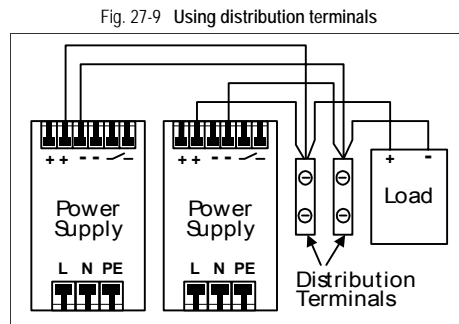 Fig. 27-9 Using distribution terminals
+ + - -
Power
Supply
L N PE
+ + - -
Power
Supply
L N PE
+ -
Load
Distribution
Terminals